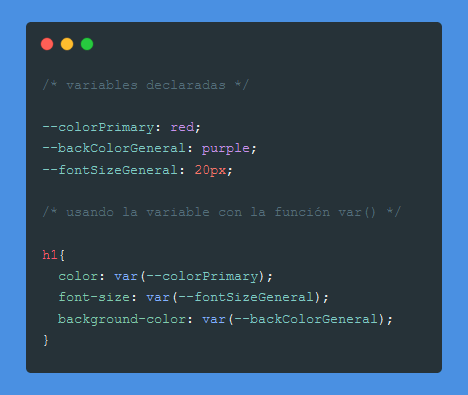 /* variables declaradas */
--colorPrimary: red;
--backColorGeneral: purple;
--fontSizeGeneral: 20px;
/* usando la variable con la función var() */
h1{
color: var(--colorPrimary);
font-size: var(--fontSizeGeneral);
background-color: var(--backColorGeneral);
}